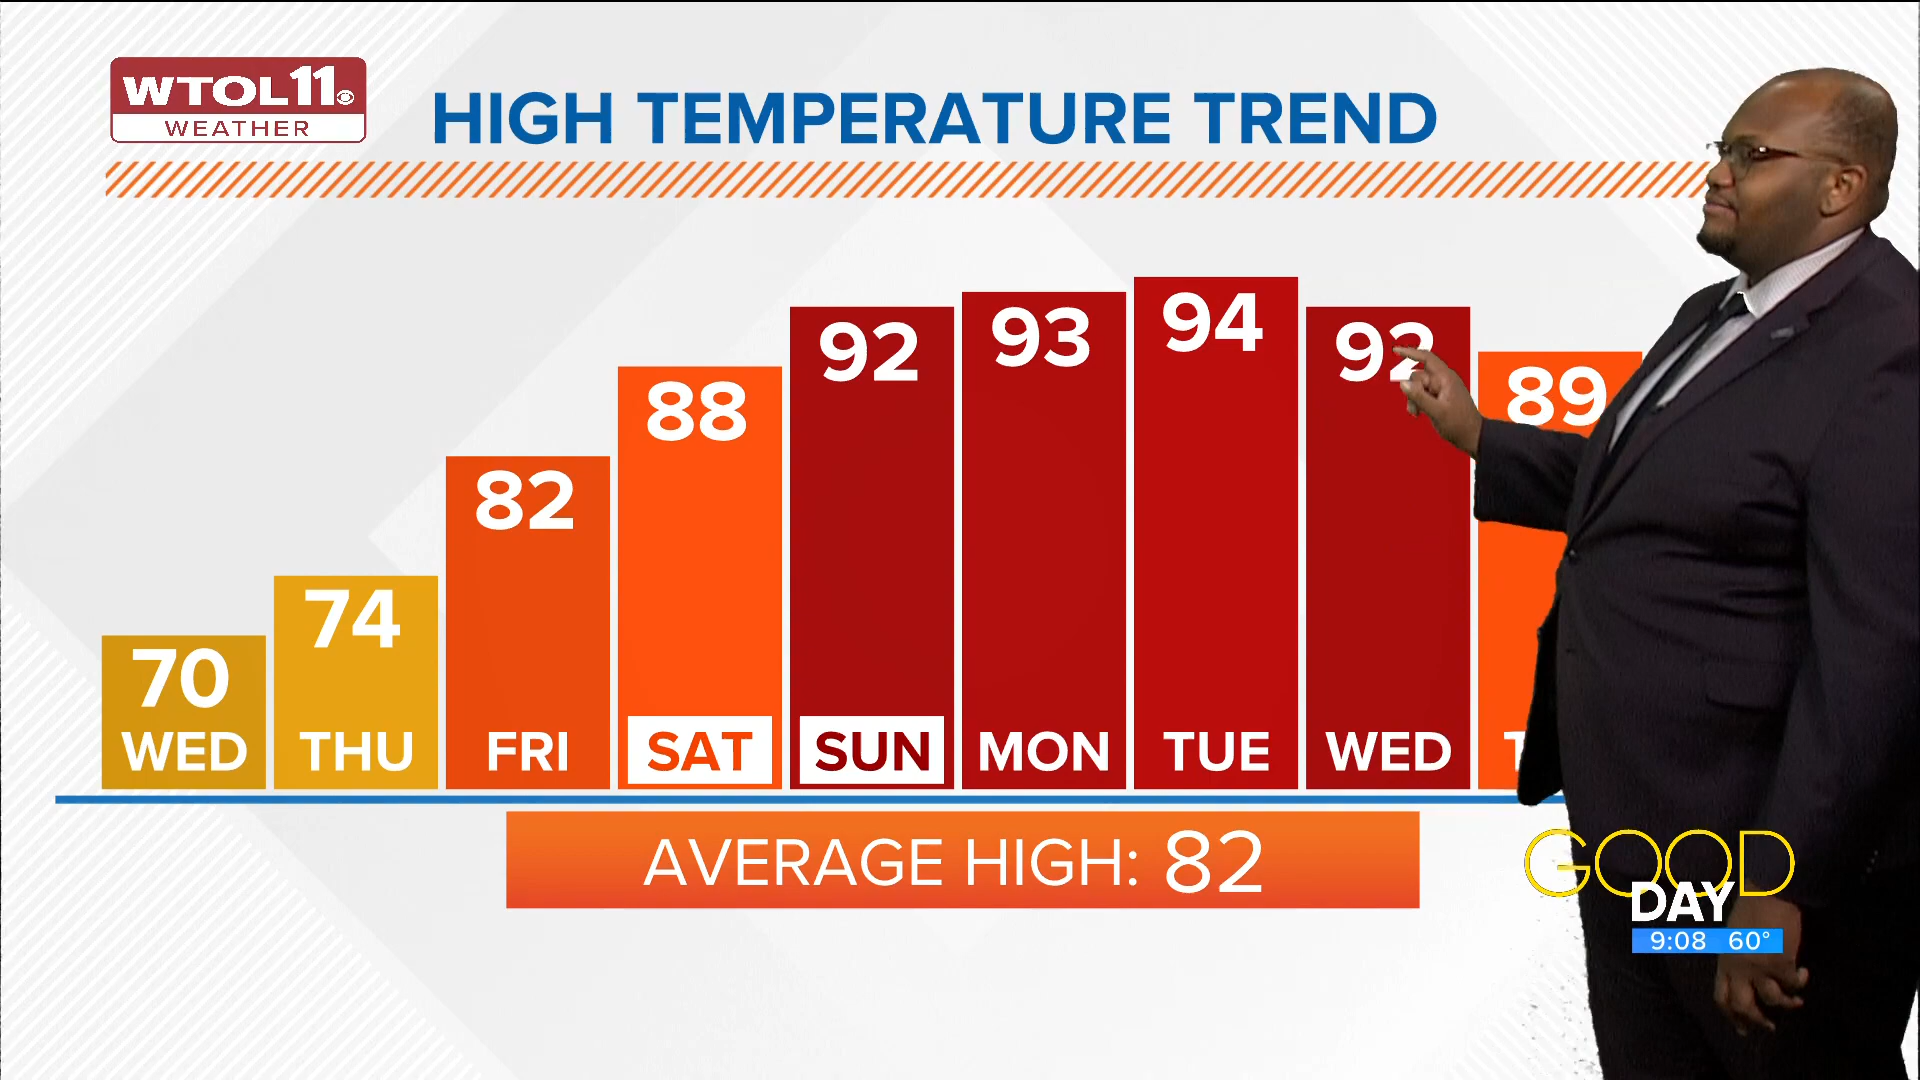 WTOL11
WEATHER
HIGH TEMPERATURE TREND
70 74 82 88 92 93 94 92 89
WED THU FRI SAT SUN MON TUE WED
AVERAGE HIGH: 82
GOOD
DAY
9:08 60°